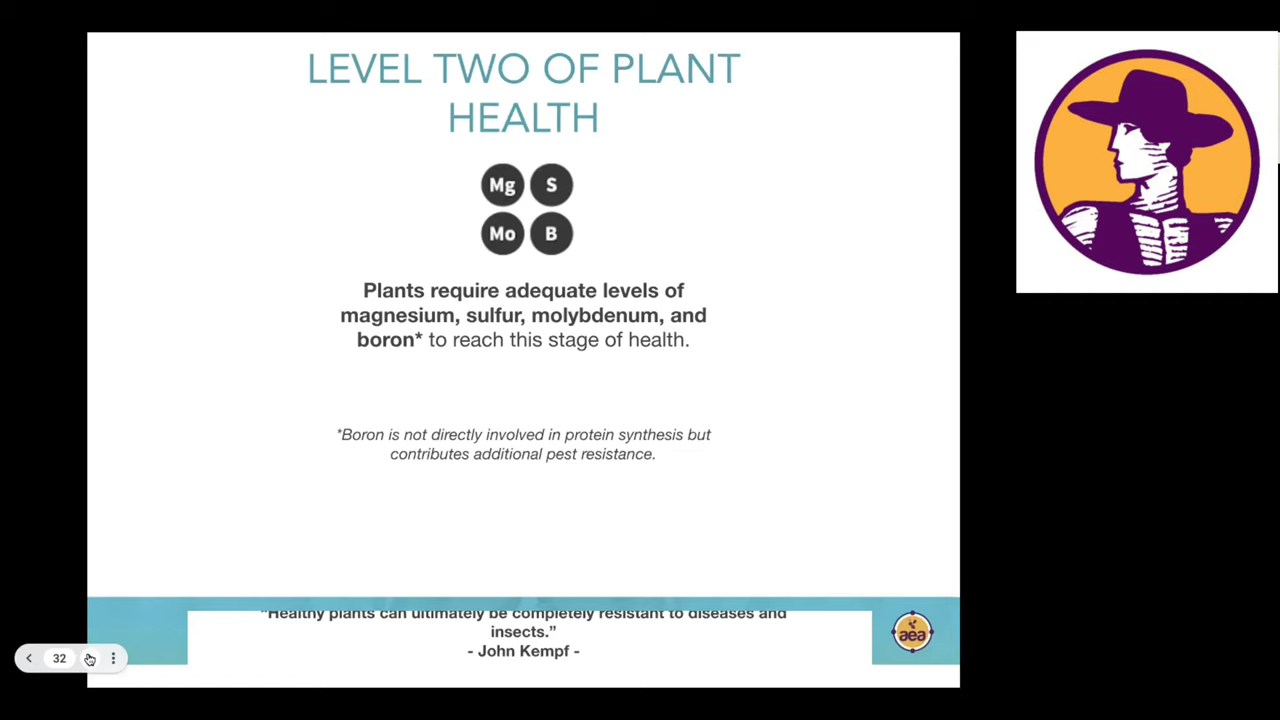 LEVEL TWO OF PLANT
HEALTH
Mg S
Mo B
Plants require adequate levels of
magnesium, sulfur, molybdenum, and
boron* to reach this stage of health.
*Boron is not directly involved in protein synthesis but
contributes additional pest resistance.
"Healthy plants can ultimately be completely resistant to diseases and
insects.”
- John Kempf -
aea
32